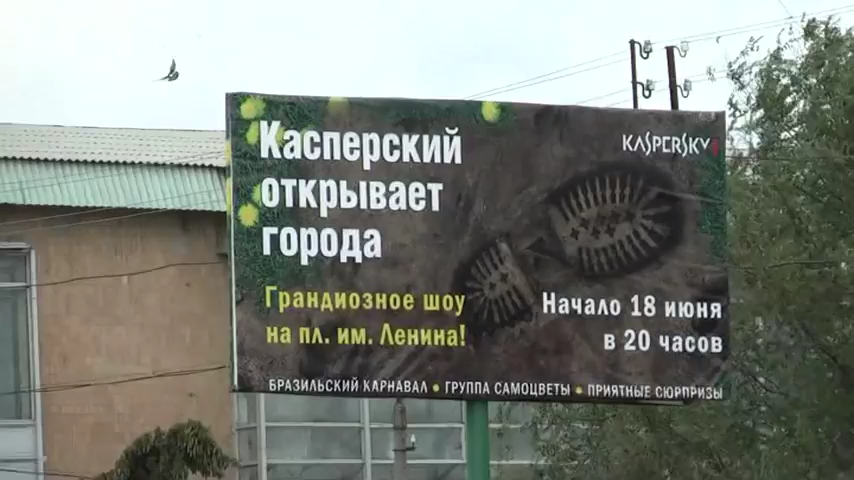 Касперский
открывает
города
KASPERSKY
Грандиозное шоу
на пл. им. Ленина!
Начало 18 июня
в 20 часов
БРАЗИЛЬСКИЙ КАРНАВАЛ • ГРУППА САМОЦВЕТЫ • ПРИЯТНЫЕ СЮРПРИЗЫ